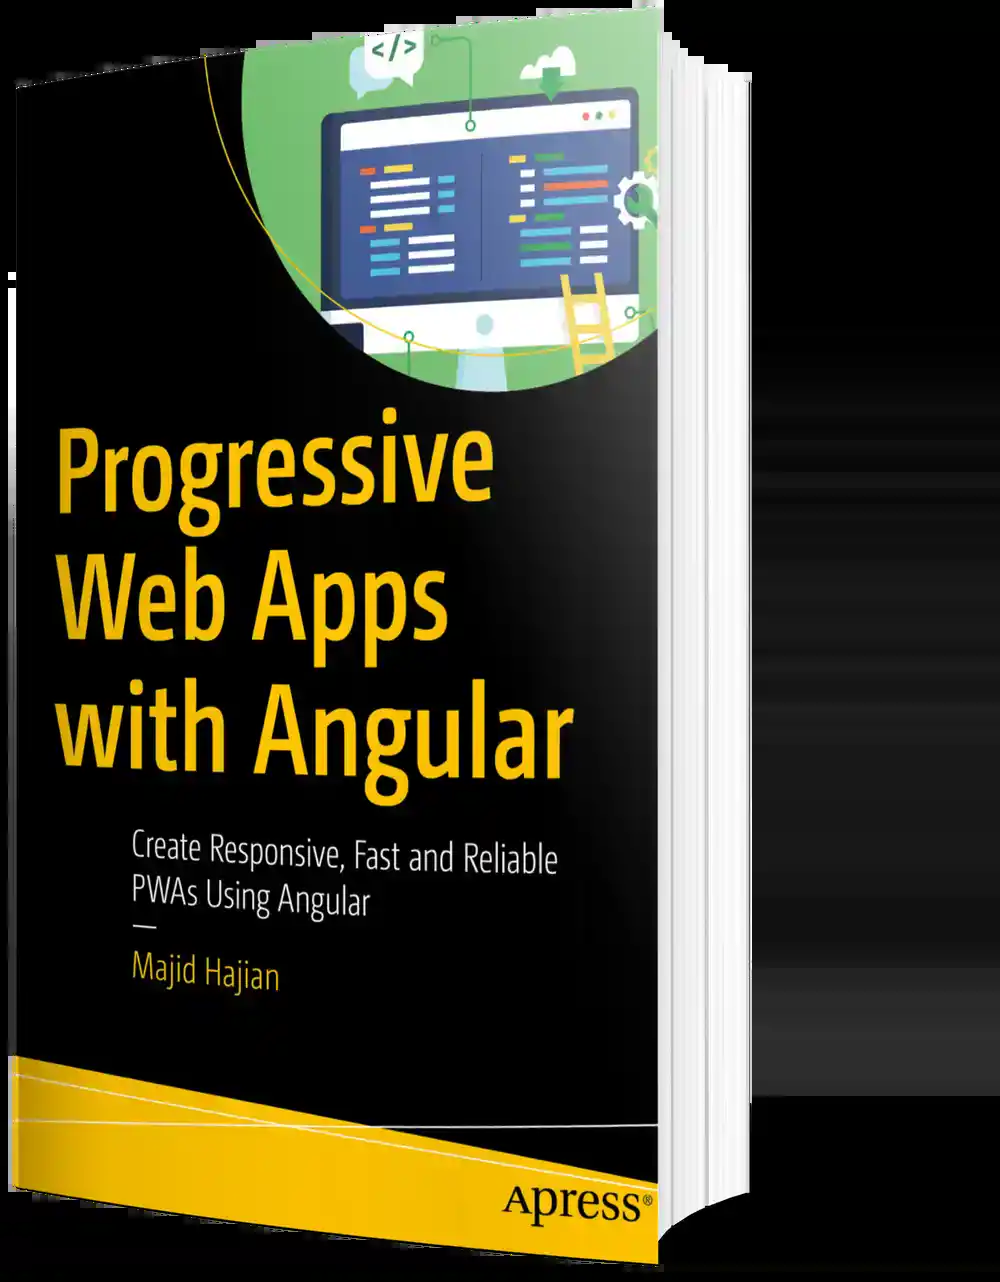 </>
Progressive
Web Apps
with Angular
Create Responsive, Fast and Reliable
PWAs Using Angular
Majid Hajian
Apress®